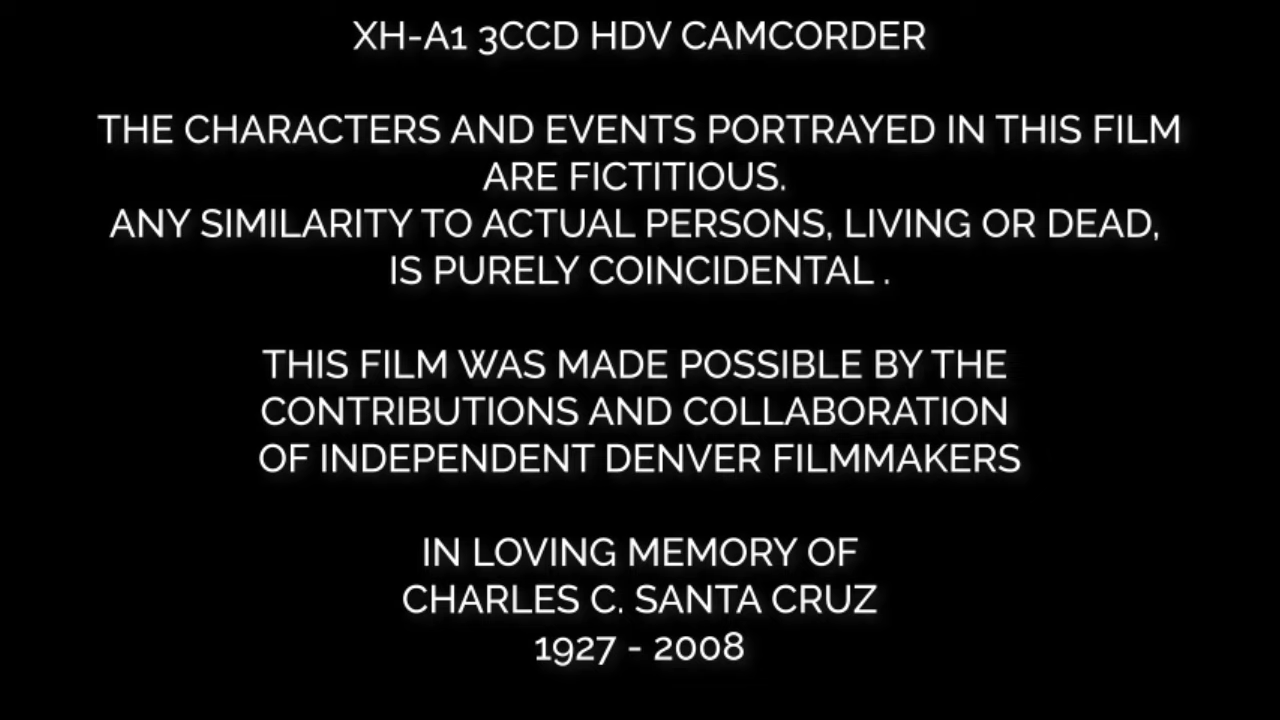 XH-A1 3CCD HDV CAMCORDER
THE CHARACTERS AND EVENTS PORTRAYED IN THIS FILM
ARE FICTITIOUS.
ANY SIMILARITY TO ACTUAL PERSONS, LIVING OR DEAD,
IS PURELY COINCIDENTAL .
THIS FILM WAS MADE POSSIBLE BY THE
CONTRIBUTIONS AND COLLABORATION
OF INDEPENDENT DENVER FILMMAKERS
IN LOVING MEMORY OF
CHARLES C. SANTA CRUZ
1927 - 2008